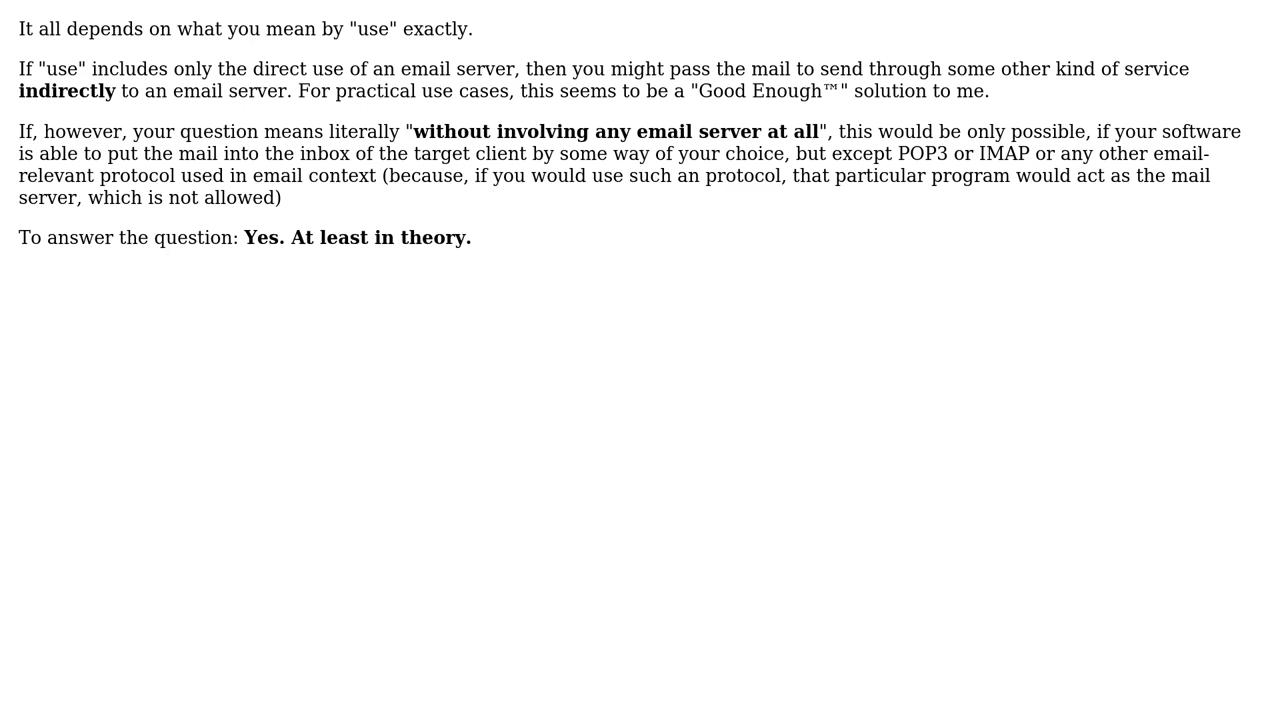 It all depends on what you mean by "use" exactly.
If "use" includes only the direct use of an email server, then you might pass the mail to send through some other kind of service
indirectly to an email server. For practical use cases, this seems to be a "Good Enough™" solution to me.
If, however, your question means literally "without involving any email server at all", this would be only possible, if your software
is able to put the mail into the inbox of the target client by some way of your choice, but except POP3 or IMAP or any other email-
relevant protocol used in email context (because, if you would use such an protocol, that particular program would act as the mail
server, which is not allowed)
To answer the question: Yes. At least in theory.